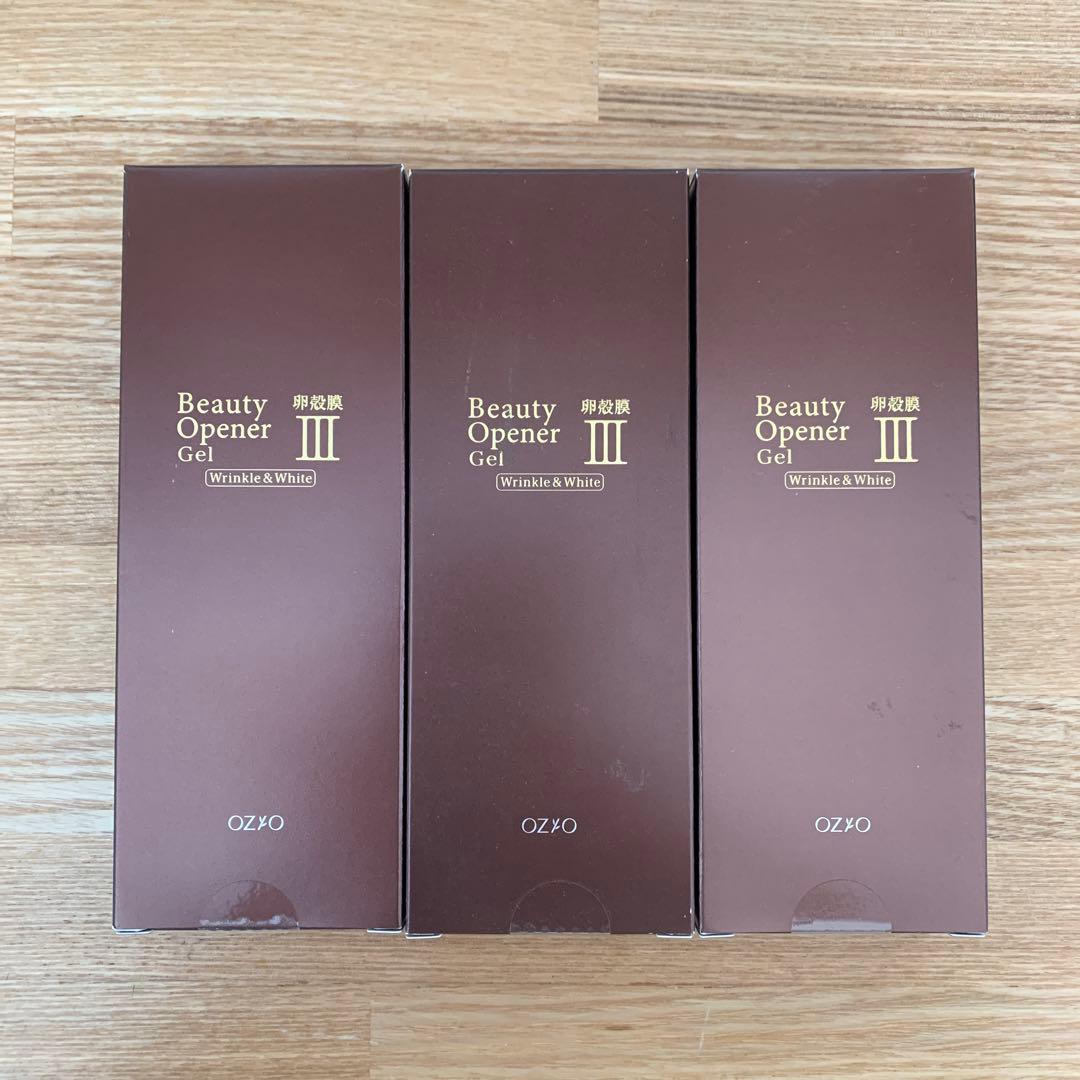 Beauty
Opener
Gel
卵殻膜
III
Wrinkle & White
OZIO
Beauty
Opener
Gel
卵殻膜
III
Wrinkle & White
OZIO
Beauty
Opener
Gel
卵殻膜
III
Wrinkle & White
OZIO